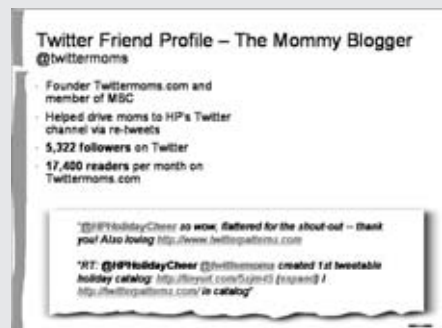 Twitter Friend Profile – The Mommy Blogger
@twittermoms
Founder Twittermoms.com and
member of MSC
Helped drive moms to HP's Twitter
channel via re-tweets
5,322 followers on Twitter
17,400 readers per month on
Twittermoms.com
"@HPHolidayCheer so wow, flattered for the shout-out – thank
you! Also loving http://www.twitterpatterns.com
"RT: @HPHolidayCheer @twittermoms created 1st tweetable
holiday catalog: (expand) I
http://twitterpatterns.com/ in catalog"